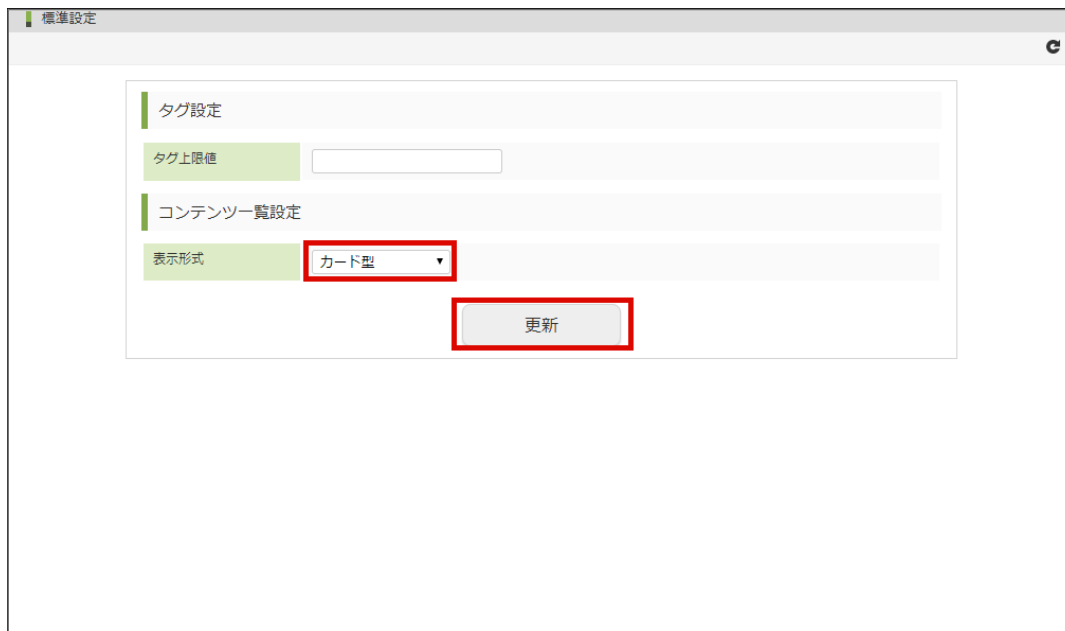 標準設定
タグ設定
タグ上限値
コンテンツ一覧設定
表示形式
カード型
更新